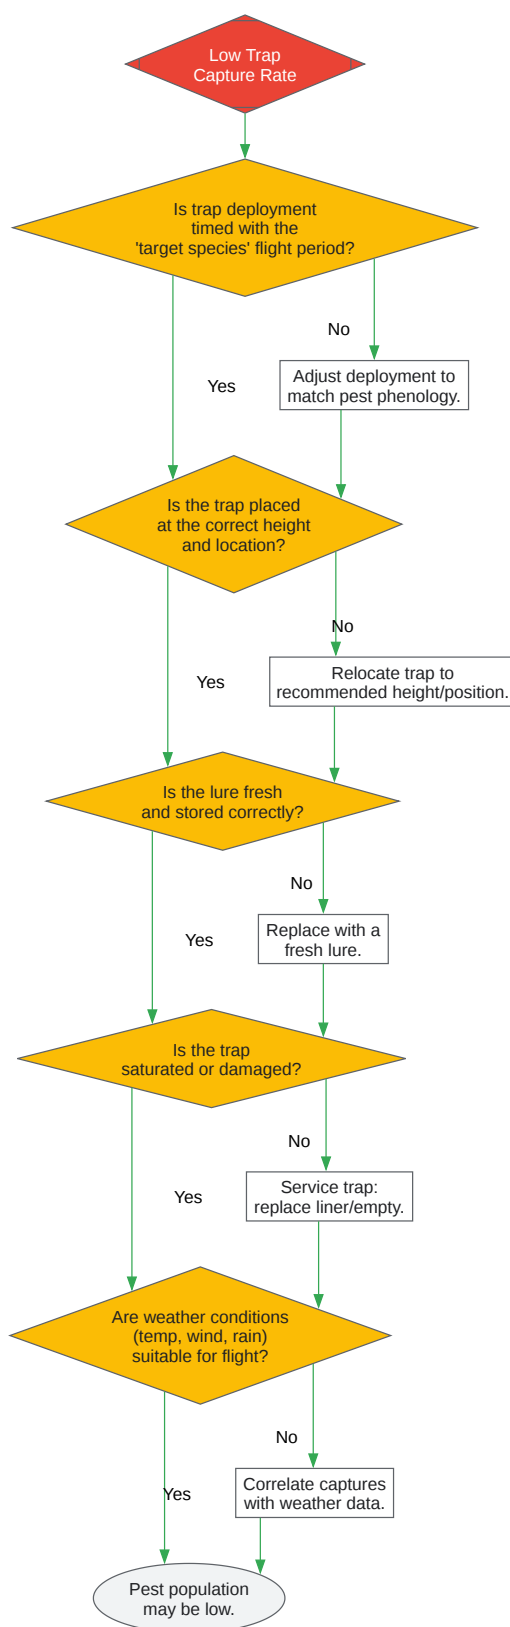 Low Trap
Capture Rate
Is trap deployment
timed with the
'target species' flight period?
No
Yes
Adjust deployment to
match pest phenology.
Is the trap placed
at the correct height
and location?
No
Yes
Relocate trap to
recommended height/position.
Is the lure fresh
and stored correctly?
No
Yes
Replace with a
fresh lure.
Is the trap
saturated or damaged?
No
Yes
Service trap:
replace liner/empty.
Are weather conditions
(temp, wind, rain)
suitable for flight?
No
Yes
Correlate captures
with weather data.
Pest population
may be low.